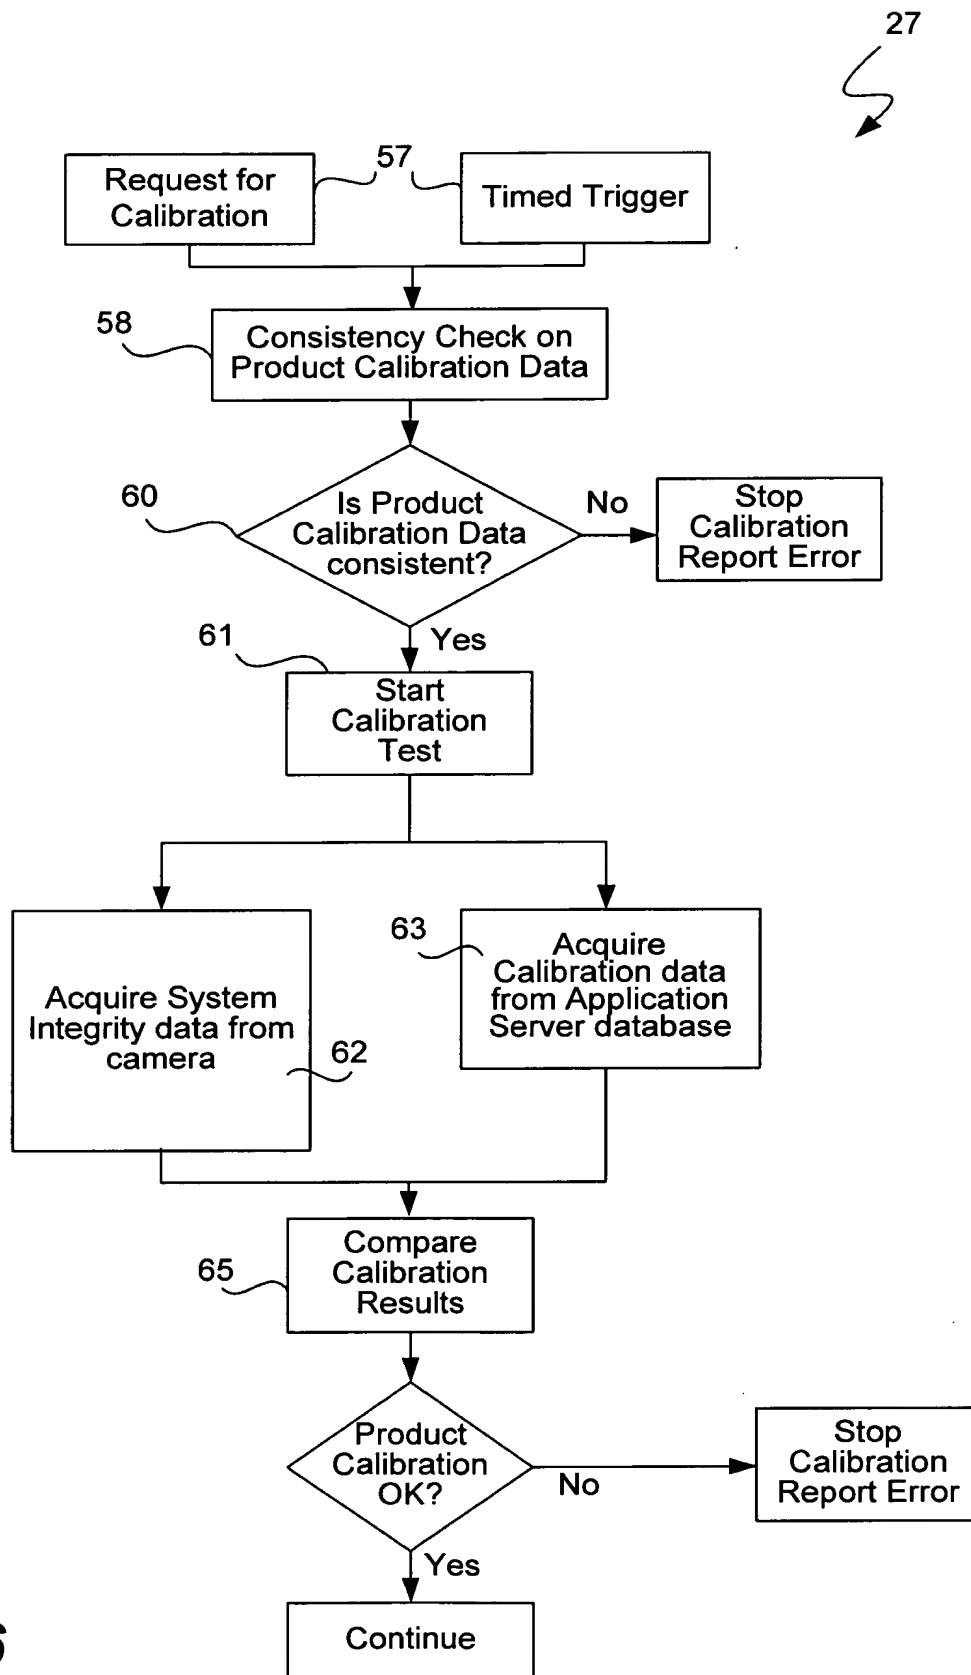 27
57
Request for
Calibration
Timed Trigger
58
Consistency Check on
Product Calibration Data
60
Is Product
Calibration Data
consistent?
No
Stop
Calibration
Report Error
61
Yes
Start
Calibration
Test
Acquire System
Integrity data from
camera
62
63
Acquire
Calibration data
from Application
Server database
65
Compare
Calibration
Results
Product
Calibration
OK?
No
Stop
Calibration
Report Error
Yes
Continue